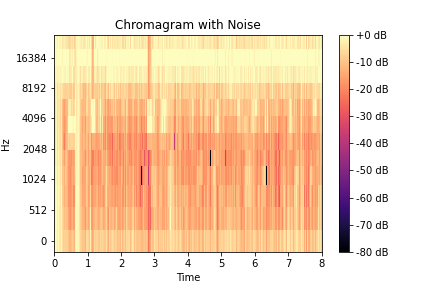 Chromagram with Noise
16384
8192
4096
2048
1024
512
0
Hz
0 1 2 3 4 5 6 7 8
Time
+0 dB
-10 dB
-20 dB
-30 dB
-40 dB
-50 dB
-60 dB
-70 dB
-80 dB